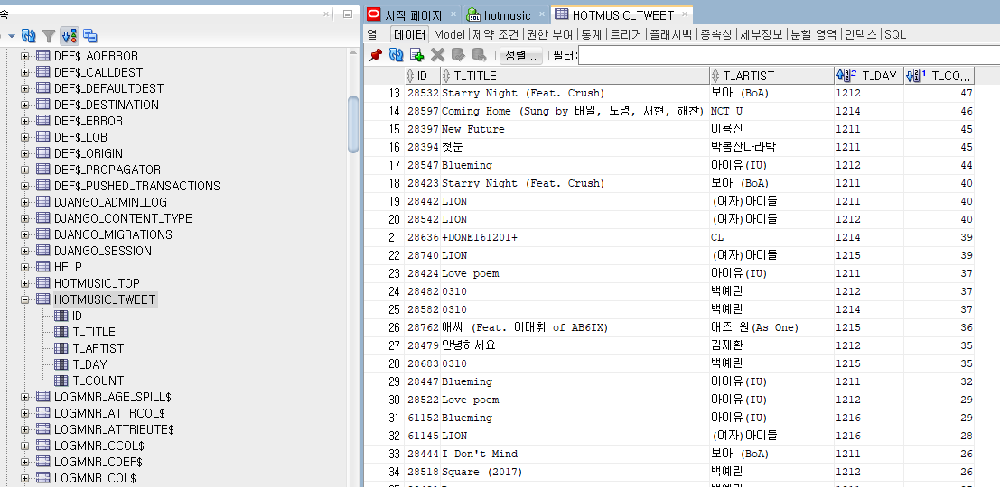 속
DEF$_AQERROR
DEF$_CALLDEST
DEF$_DEFAULTDEST
DEF$_DESTINATION
DEF$_ERROR
DEF$_LOB
DEF$_ORIGIN
DEF$_PROPAGATOR
DEF$_PUSHED_TRANSACTIONS
DJANGO_ADMIN_LOG
DJANGO_CONTENT_TYPE
DJANGO_MIGRATIONS
DJANGO_SESSION
HELP
HOTMUSIC_TOP
HOTMUSIC_TWEET
ID
T_TITLE
T_ARTIST
T_DAY
T_COUNT
LOGMNR_AGE_SPILL$
LOGMNR_ATTRCOL$
LOGMNR_ATTRIBUTE$
LOGMNR_CCOL$
LOGMNR_CDEF$
LOGMNR_COL$
시작 페이지 hotmusic HOTMUSIC_TWEET
열 데이터 Model 제약 조건 권한 부여 통계 트리거 플래시백 종속성 세부정보 분할 영역 인덱스 SQL
정렬... 필터:
ID T_TITLE T_ARTIST T_DAY T_CO...
13 28532 Starry Night (Feat. Crush) 보아 (BoA) 1212 47
14 28597 Coming Home (Sung by 태일, 도영, 재현, 해찬) NCT U 1214 46
15 28397 New Future 이용신 1211 45
16 28394 첫눈 박봄산다라박 1211 45
17 28547 Blueming 아이유(IU) 1212 44
18 28423 Starry Night (Feat. Crush) 보아 (BoA) 1211 40
19 28442 LION (여자)아이들 1211 40
20 28542 LION (여자)아이들 1212 40
21 28636 +DONE161201+ CL 1214 39
22 28740 LION (여자)아이들 1215 39
23 28424 Love poem 아이유(IU) 1211 37
24 28482 0310 백예린 1212 37
25 28582 0310 백예린 1214 37
26 28762 애써 (Feat. 이대휘 of AB6IX) 애즈 원(As One) 1215 36
27 28479 안녕하세요 김재환 1212 35
28 28683 0310 백예린 1215 35
29 28447 Blueming 아이유(IU) 1211 32
30 28522 Love poem 아이유(IU) 1212 29
31 61152 Blueming 아이유(IU) 1216 29
32 61145 LION (여자)아이들 1216 28
33 28444 I Don't Mind 보아 (BoA) 1211 26
34 28518 Square (2017) 백예린 1212 26